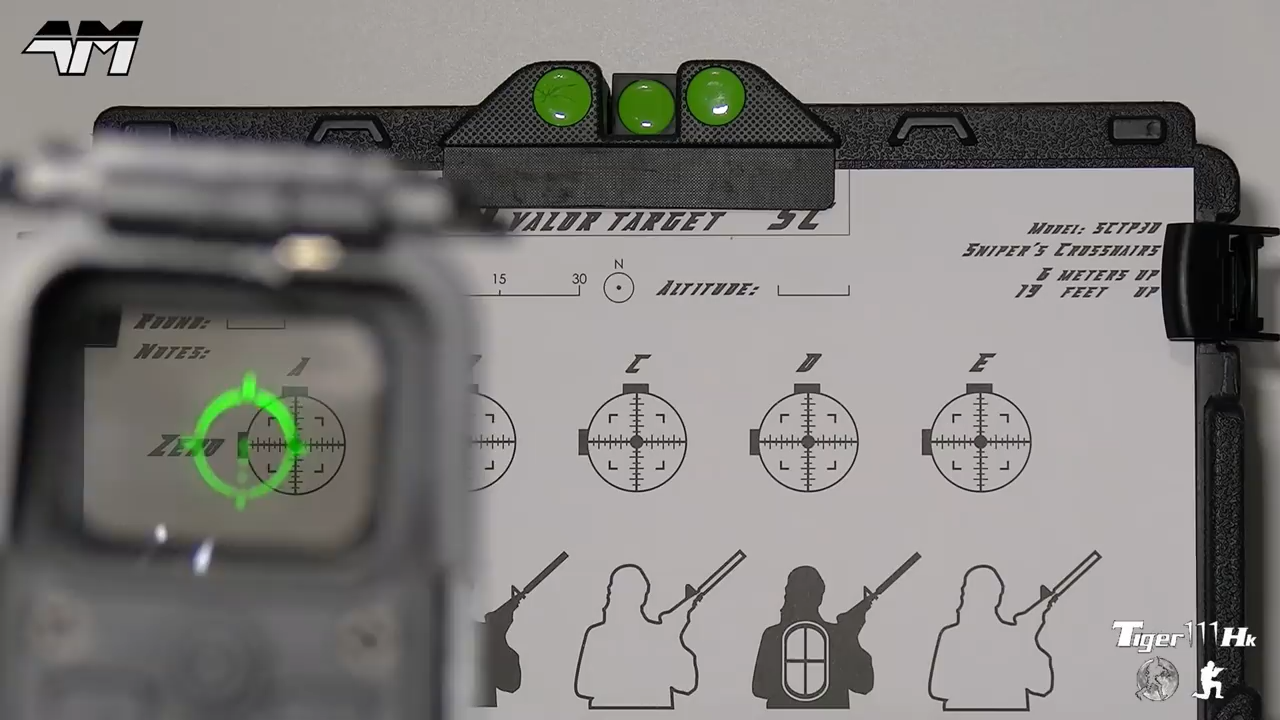 AM
VALOR TARGET SC
MODEL: SCTP30
SNIPER'S CROSSHAIRS
6 METERS UP
19 FEET UP
15 30 N
ALTITUDE:
ROUND:
NOTES:
A C D E
ZERO
Tiger111Hk